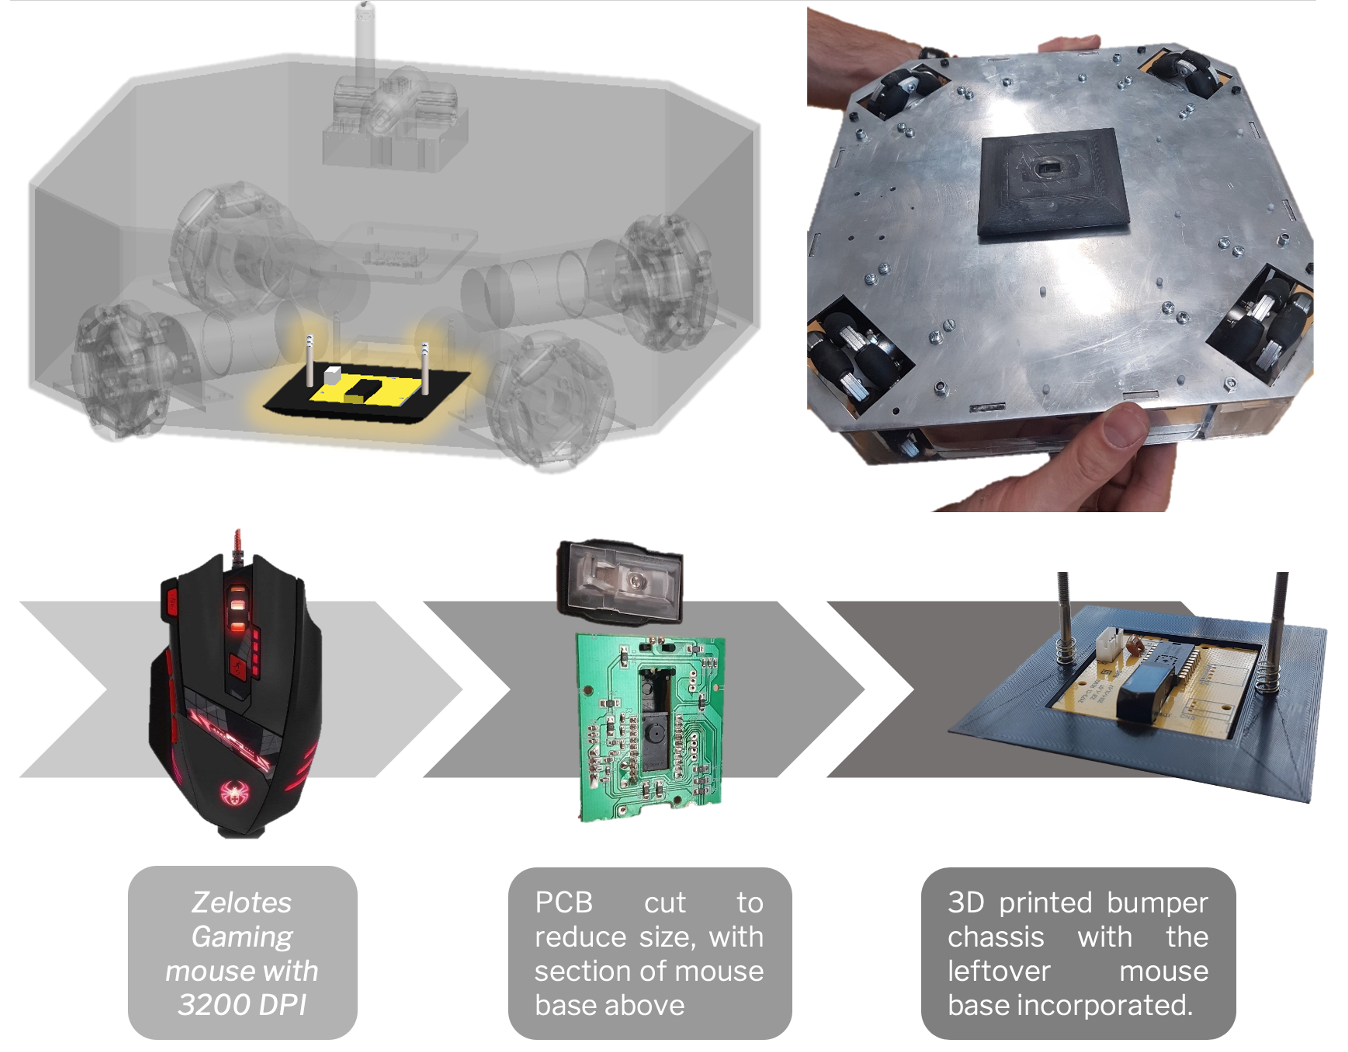 Zelotes
Gaming
mouse with
3200 DPI
PCB cut to
reduce size, with
section of mouse
base above
3D printed bumper
chassis with the
leftover mouse
base incorporated.